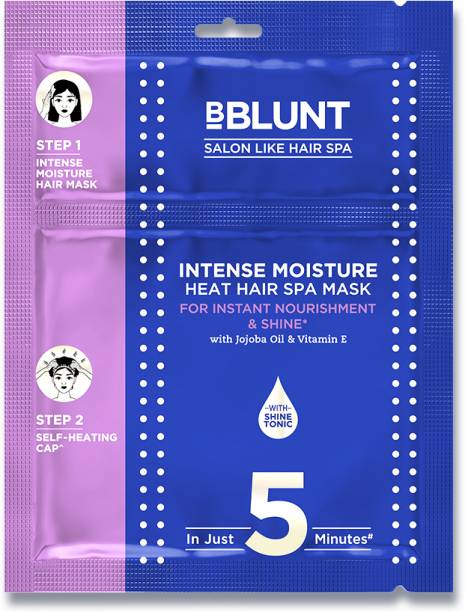 BBLUNT
SALON LIKE HAIR SPA
STEP 1
INTENSE
MOISTURE
HAIR MASK
INTENSE MOISTURE
HEAT HAIR SPA MASK
FOR INSTANT NOURISHMENT
& SHINE*
with Jojoba Oil & Vitamin E
-WITH-
SHINE
TONIC
STEP 2
SELF-HEATING
CAP^
In Just 5 Minutes#